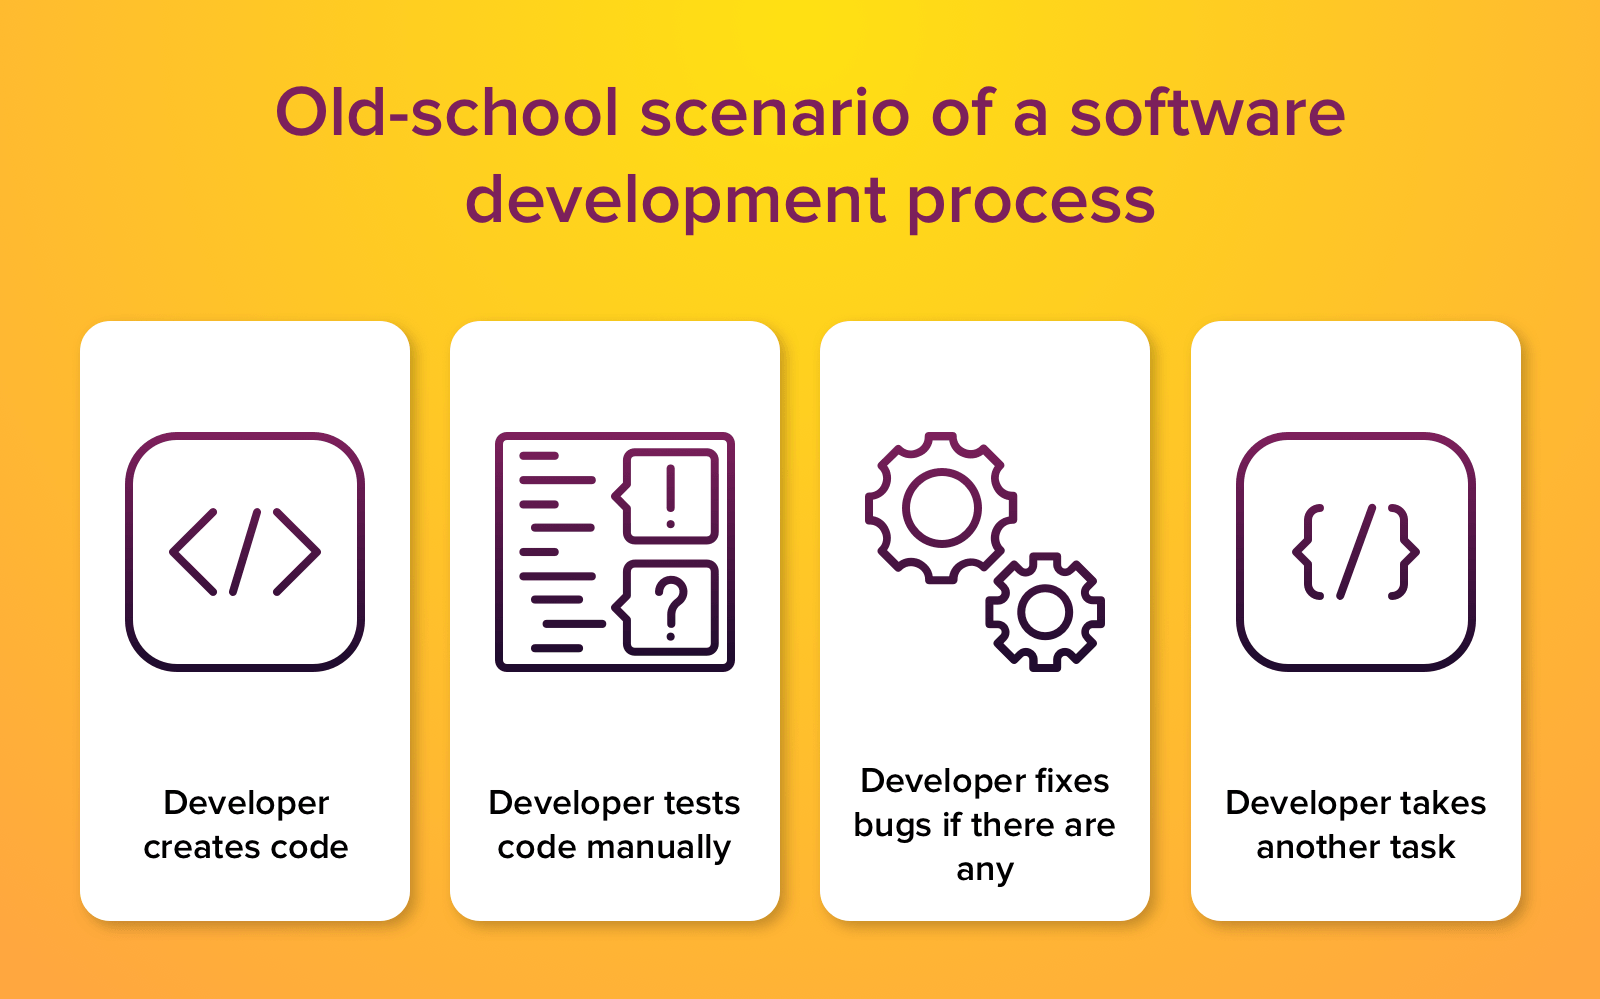 Old-school scenario of a software
development process
</>
!
?
{/}
Developer
creates code
Developer tests
code manually
Developer fixes
bugs if there are
any
Developer takes
another task